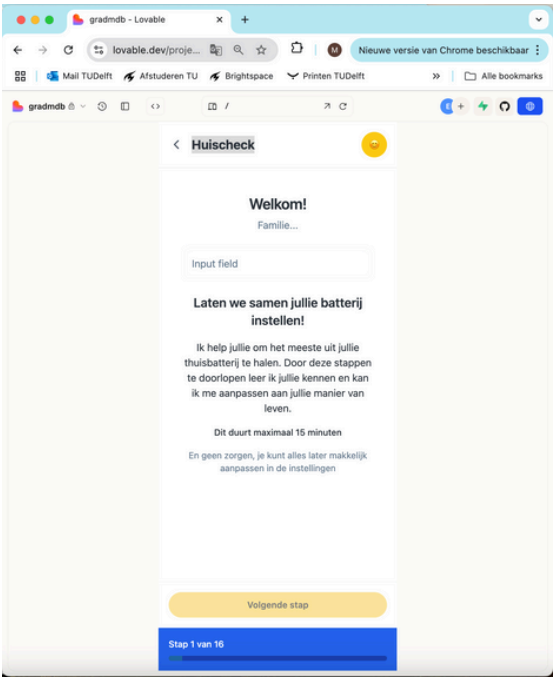 gradmdb - Lovable
lovable.dev/proje...
M
Nieuwe versie van Chrome beschikbaar
Mail TUDelft
Afstuderen TU
Brightspace
Printen TUDelft
Alle bookmarks
gradmdb
/
Huischeck
Welkom!
Familie...
Input field
Laten we samen jullie batterij
instellen!
Ik help jullie om het meeste uit jullie
thuisbatterij te halen. Door deze stappen
te doorlopen leer ik jullie kennen en kan
ik me aanpassen aan jullie manier van
leven.
Dit duurt maximaal 15 minuten
En geen zorgen, je kunt alles later makkelijk
aanpassen in de instellingen
Volgende stap
Stap 1 van 16